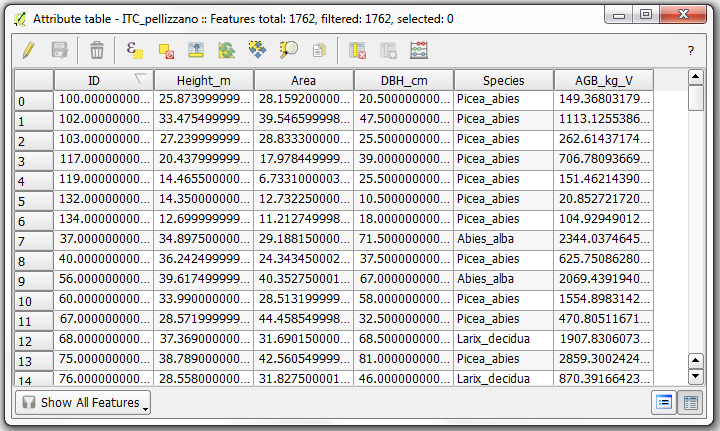 Attribute table - ITC_pellizzano :: Features total: 1762, filtered: 1762, selected: 0
?
ID Height_m Area DBH_cm Species AGB_kg_V
0 100.00000000... 25.873999999... 28.159200000... 20.500000000... Picea_abies 149.36803179...
1 102.00000000... 33.475499999... 39.546599998... 47.500000000... Picea_abies 1113.1255386...
2 103.00000000... 27.239999999... 28.833300000... 25.500000000... Picea_abies 262.61437174...
3 117.00000000... 20.437999999... 17.978449999... 39.000000000... Picea_abies 706.78093669...
4 119.00000000... 14.465500000... 6.7331000003... 25.500000000... Picea_abies 151.46214390...
5 132.00000000... 14.350000000... 12.732250000... 10.500000000... Picea_abies 20.852721720...
6 134.00000000... 12.699999999... 11.212749998... 18.000000000... Picea_abies 104.92949012...
7 37.000000000... 34.897500000... 29.188150000... 71.500000000... Abies_alba 2344.0374645...
8 40.000000000... 36.242499999... 24.343450002... 37.500000000... Picea_abies 625.75086280...
9 56.000000000... 39.617499999... 40.352750001... 67.000000000... Abies_alba 2069.4391940...
10 60.000000000... 33.990000000... 28.513199999... 58.000000000... Picea_abies 1554.8983142...
11 67.000000000... 28.571999999... 44.458549998... 32.500000000... Picea_abies 470.80511671...
12 68.000000000... 37.369000000... 31.690150000... 68.500000000... Larix_decidua 1907.8306073...
13 75.000000000... 38.789000000... 42.560549999... 81.000000000... Picea_abies 2859.3002424...
14 76.000000000... 28.558000000... 31.827500001... 46.000000000... Larix_decidua 870.39166423...
Show All Features